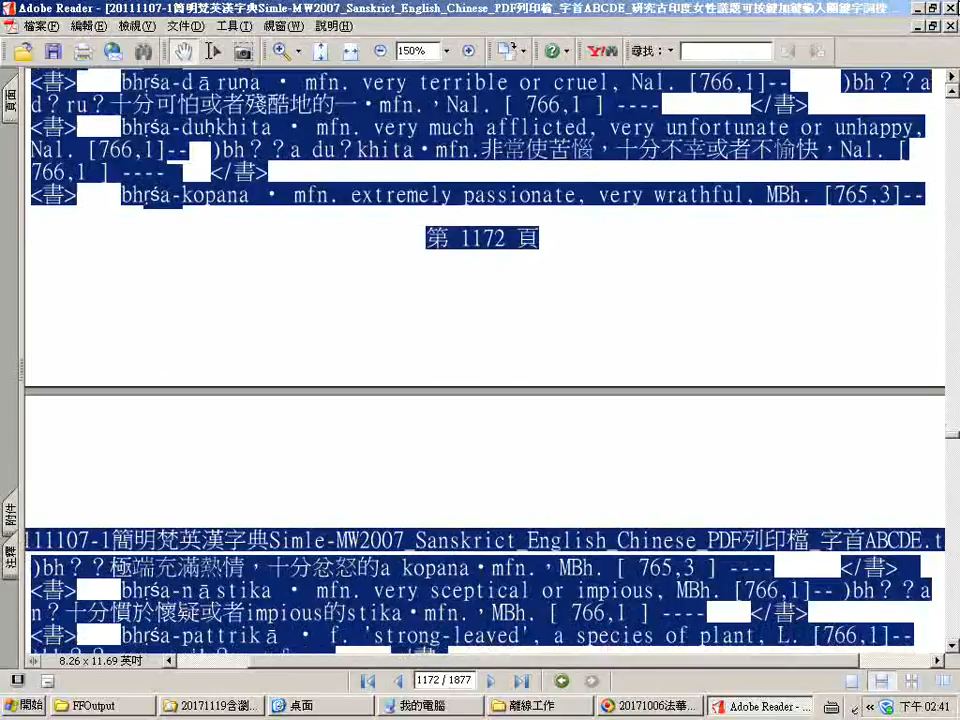 Adobe Reader - [20111107-1簡明梵英漢字典Simle-MW2007_Sanskrict_English_Chinese_PDF列印檔_字首ABCDE_研究古印度女性議題可按鍵加鍵輸入關鍵字詞搜
檔案(F) 編輯(E) 檢視(V) 文件(D) 工具(T) 視窗(W) 說明(H)
150% 尋找:
頁面
<書> bhṛśa-dāruṇa • mfn. very terrible or cruel, Nal. [766,1]-- )bh??a
d?ru?十分可怕或者殘酷地的一•mfn.,Nal. [ 766,1 ] ---- </書>
<書> bhṛśa-duḥkhita • mfn. very much afflicted, very unfortunate or unhappy,
Nal. [766,1]-- )bh??a du?khita•mfn.非常使苦惱,十分不幸或者不愉快,Nal. [
766,1 ] ---- </書>
<書> bhṛśa-kopana • mfn. extremely passionate, very wrathful, MBh. [765,3]--
第 1172 頁
附件
注釋
111107-1簡明梵英漢字典Simle-MW2007_Sanskrict_English_Chinese_PDF列印檔_字首ABCDE.t
)bh??極端充滿熱情,十分忿怒的a kopana•mfn.,MBh. [ 765,3 ] ---- </書>
<書> bhṛśa-nāstika • mfn. very sceptical or impious, MBh. [766,1]-- )bh??a
n?十分慣於懷疑或者impious的stika•mfn.,MBh. [ 766,1 ] ---- </書>
<書> bhṛśa-pattrikā • f. 'strong-leaved', a species of plant, L. [766,1]--
8.26 x 11.69 英吋
1172 / 1877
開始 FFOutput 20171119含瀏... 桌面 我的電腦 離線工作 20171006法華... Adobe Reader - ... 下午 02:41